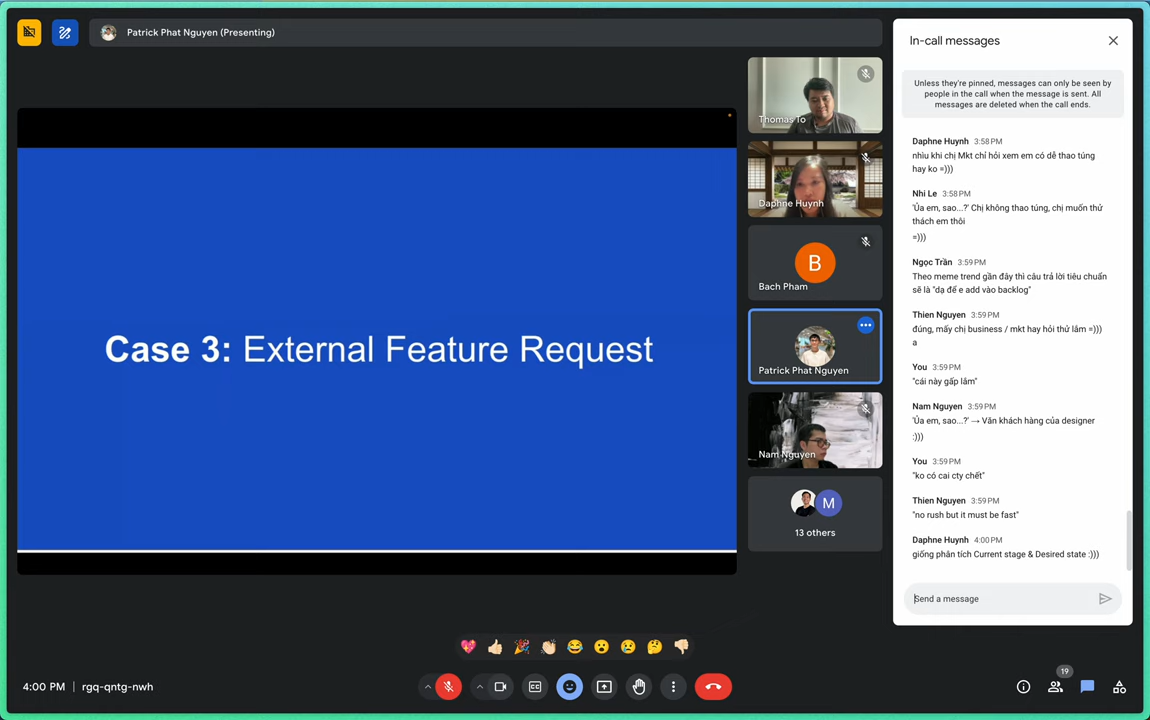 Patrick Phat Nguyen (Presenting)
Case 3: External Feature Request
Thomas To
Daphne Huynh
B
Bach Pham
Patrick Phat Nguyen
Nam Nguyen
M
13 others
In-call messages
Unless they're pinned, messages can only be seen by
people in the call when the message is sent. All
messages are deleted when the call ends.
Daphne Huynh 3:58 PM
nhìu khi chị Mkt chỉ hỏi xem em có dễ thao túng
hay ko =)))
Nhi Le 3:58 PM
'Ủa em, sao...?' Chị không thao túng, chị muốn thử
thách em thôi
=)))
Ngọc Trần 3:59 PM
Theo meme trend gần đây thì câu trả lời tiêu chuẩn
sẽ là "dạ để e add vào backlog"
Thien Nguyen 3:59 PM
đúng, mấy chị business / mkt hay hỏi thử lắm =)))
a
You 3:59 PM
"cái này gấp lắm"
Nam Nguyen 3:59 PM
'Ủa em, sao...?' → Văn khách hàng của designer
:)))
You 3:59 PM
"ko có cai cty chết"
Thien Nguyen 3:59 PM
"no rush but it must be fast"
Daphne Huynh 4:00 PM
giống phân tích Current stage & Desired state :)))
Send a message
4:00 PM | rgq-qntg-nwh
19